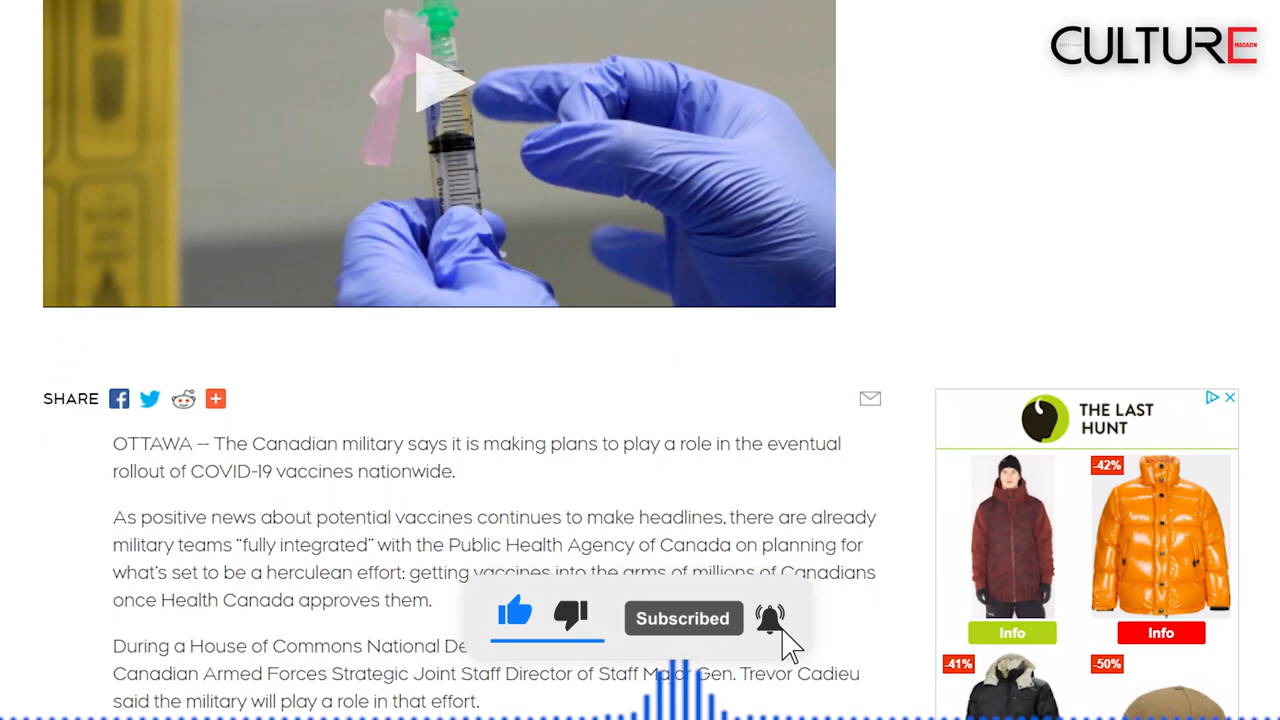 CULTURE
MAGAZIN
SHARE
OTTAWA -- The Canadian military says it is making plans to play a role in the eventual
rollout of COVID-19 vaccines nationwide.
As positive news about potential vaccines continues to make headlines, there are already
military teams "fully integrated" with the Public Health Agency of Canada on planning for
what's set to be a herculean effort: getting vaccines into the arms of millions of Canadians
once Health Canada approves them.
During a House of Commons National De
Canadian Armed Forces Strategic Joint Staff Director of Staff Major Gen. Trevor Cadieu
said the military will play a role in that effort.
Subscribed
THE LAST
HUNT
-42%
Info
Info
-41%
-50%